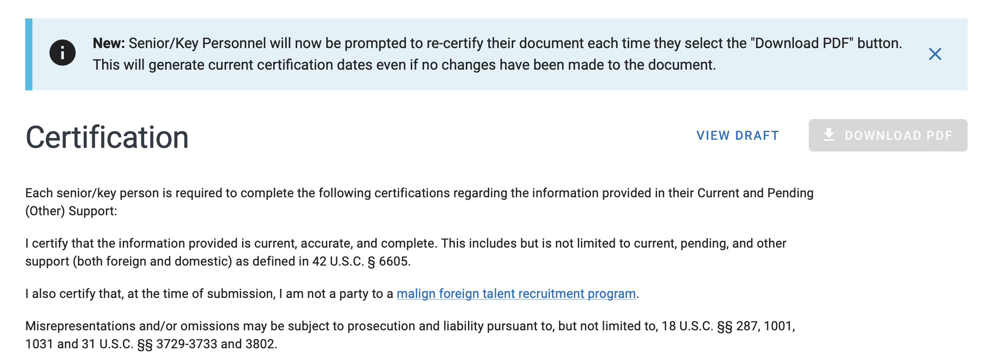 New: Senior/Key Personnel will now be prompted to re-certify their document each time they select the "Download PDF" button.
This will generate current certification dates even if no changes have been made to the document.
Certification
VIEW DRAFT
DOWNLOAD PDF
Each senior/key person is required to complete the following certifications regarding the information provided in their Current and Pending
(Other) Support:
I certify that the information provided is current, accurate, and complete. This includes but is not limited to current, pending, and other
support (both foreign and domestic) as defined in 42 U.S.C. § 6605.
I also certify that, at the time of submission, I am not a party to a malign foreign talent recruitment program.
Misrepresentations and/or omissions may be subject to prosecution and liability pursuant to, but not limited to, 18 U.S.C. §§ 287, 1001,
1031 and 31 U.S.C. §§ 3729-3733 and 3802.